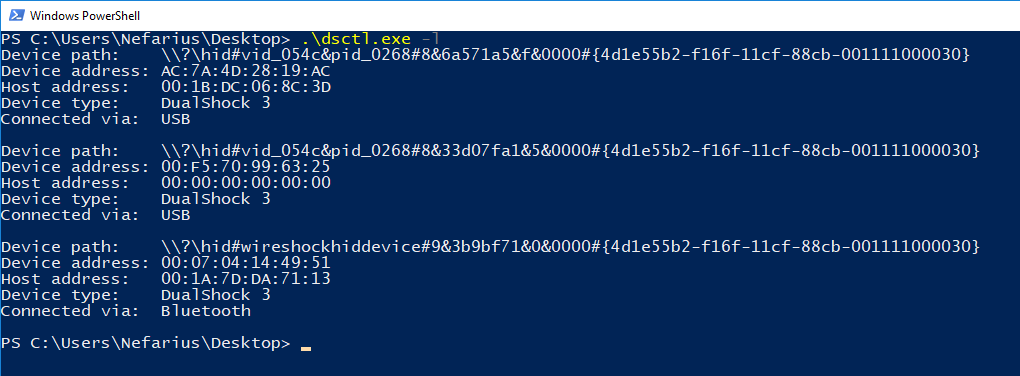 Windows PowerShell
PS C:\Users\Nefarius\Desktop> .\dsctl.exe -l
Device path:    \\?\hid#vid_054c&pid_0268#8&6a571a5&f&0000#{4d1e55b2-f16f-11cf-88cb-001111000030}
Device address: AC:7A:4D:28:19:AC
Host address:   00:1B:DC:06:8C:3D
Device type:    DualShock 3
Connected via:  USB
Device path:    \\?\hid#vid_054c&pid_0268#8&33d07fa1&5&0000#{4d1e55b2-f16f-11cf-88cb-001111000030}
Device address: 00:F5:70:99:63:25
Host address:   00:00:00:00:00:00
Device type:    DualShock 3
Connected via:  USB
Device path:    \\?\hid#wireshockhiddevice#9&3b9bf71&0&0000#{4d1e55b2-f16f-11cf-88cb-001111000030}
Device address: 00:07:04:14:49:51
Host address:   00:1A:7D:DA:71:13
Device type:    DualShock 3
Connected via:  Bluetooth
PS C:\Users\Nefarius\Desktop>